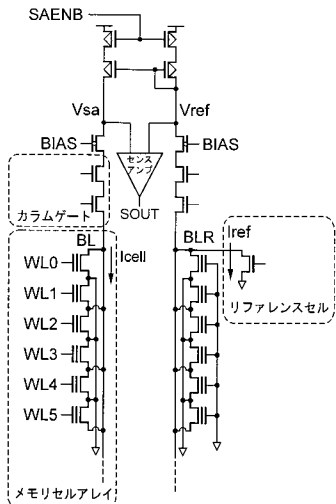 SAENB
Vsa
Vref
BIAS
センス
アンプ
BIAS
SOUT
カラムゲート
BL
Icell
BLR
Iref
WL0
WL1
WL2
WL3
WL4
WL5
リファレンスセル
メモリセルアレイ